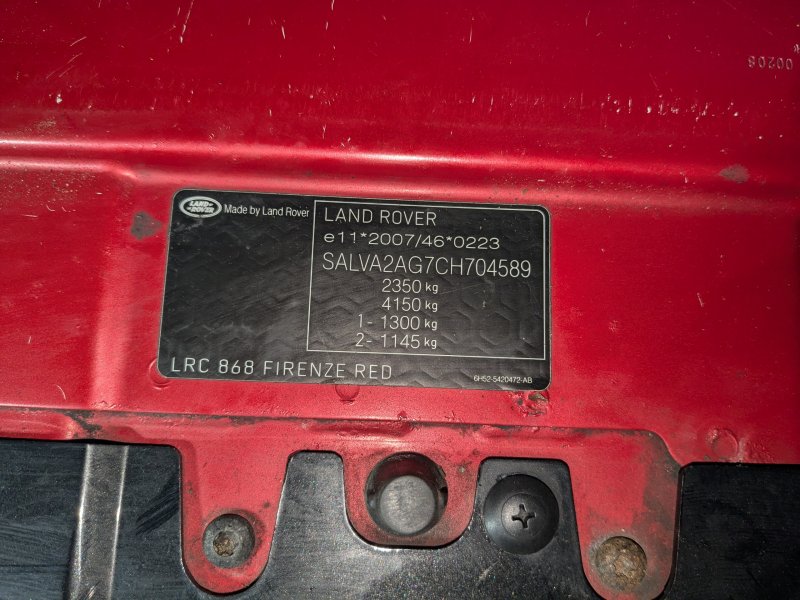 00208
LAND ROVER
Made by Land Rover
LAND ROVER
e11*2007/46*0223
SALVA2AG7CH704589
2350 kg
4150 kg
1- 1300 kg
2- 1145 kg
LRC 868 FIRENZE RED
6H52-5420472-AB